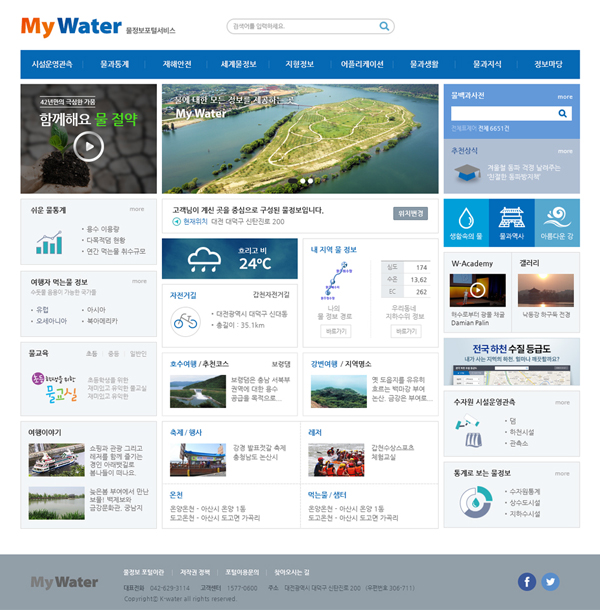 My Water 물정보포털서비스
검색어를 입력하세요.
시설운영관측 물과통계 재해안전 세계물정보 지형정보 어플리케이션 물과생활 물과지식 정보마당
42년만의 극심한 가뭄
함께해요 물 절약
물에 대한 모든 정보를 제공하는 곳
My Water
물백과사전 more
전체표제어 전체 6651건
추천상식 more
겨울철 동파 걱정 날려주는
'친절한 동파방지팩'
쉬운 물통계 more
용수 이용량
다목적댐 현황
연간 먹는물 취수규모
고객님이 계신 곳을 중심으로 구성된 물정보입니다.
현재위치 대전 대덕구 신탄진로 200
위치변경
흐리고 비
24℃
내 지역 물 정보
심도 174
수온 13,62
EC 262
나의
물 정보 경로
바로가기
우리동네
지하수위 정보
바로가기
생활속의 물 물과역사 아름다운 강
여행자 먹는물 정보
수돗물을 음용이 가능한 국가를
유럽
아시아
오세아니아
북아메리카
자전거길 갑천자전거길
대전광역시 대덕구 신대동
총길이 : 35.1km
W-Academy
하수로부터 광물 채굴
Damian Palin
갤러리
낙동강 하구둑 전경
물교육 초등 중등 일반인
초등학생을 위한
재미있고 유익한 물교실
재미있고 유익한
호수여행 / 추천코스 보령댐
보령댐은 충남 서북부
권역에 대한 용수
공급을 목적으로...
강변여행 / 지역명소
옛 도읍지를 유유히
흐르는 백마강 부여
논산. 금강은 부여로...
전국 하천 수질 등급도
내가 사는 지역의 하천, 얼마나 깨끗할까요?
여행이야기 more
쇼핑과 관광 그리고
해저를 함께 즐기는
경인 아래뱃길로
봄나들이 떠나요.
늦은봄 부여에서 만난
보물! 백제보와
금강문화관, 궁남지
축제 / 행사
강경 발효젓갈 축제
충청남도 논산시
레저
갑천수상스포츠
체험교실
수자원 시설운영관측 more
댐
하천시설
관측소
온천
온양온천 - 아산시 온양 1동
토고온천 - 아산시 도고면 가곡리
먹는물 / 샘터
온양온천 - 아산시 온양 1동
토고온천 - 아산시 도고면 가곡리
통계로 보는 물정보 more
수자원통계
상수도시설
지하수시설
My Water
물정보 포털이란 저작권 정책 포털이용문의 찾아오시는 길
대표전화 042-629-3114 고객센터 1577-0600 주소 대전광역시 대덕구 신탄진로 200 (우편번호 306-711)
Copyright© K-water all rights reserved.